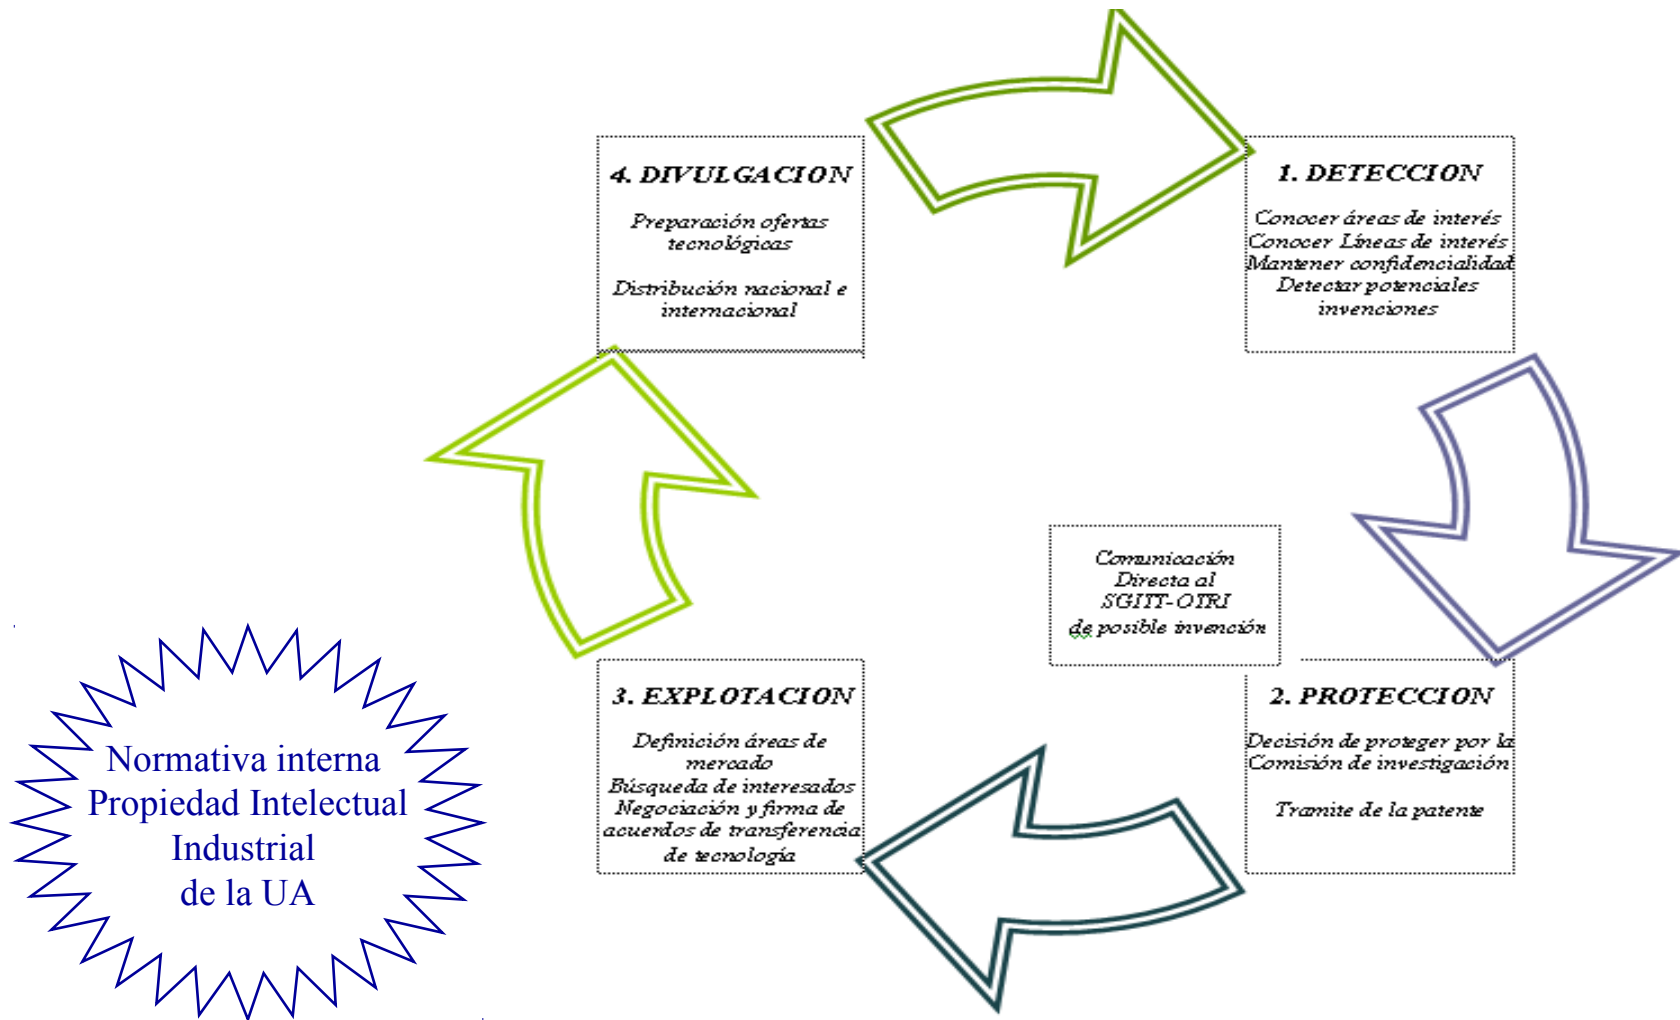 4. DIVULGACION
Preparación ofertas
tecnológicas
Distribución nacional e
internacional
1. DETECCION
Conocer áreas de interés
Conocer Líneas de interés
Mantener confidencialidad
Detectar potenciales
invenciones
Comunicación
Directa al
SGITT-OTRI
de posible invención
2. PROTECCION
Decisión de proteger por la
Comisión de investigación
Tramite de la patente
3. EXPLOTACION
Definición áreas de
mercado
Búsqueda de interesados
Negociación y firma de
acuerdos de transferencia
de tecnología
Normativa interna
Propiedad Intelectual
Industrial
de la UA